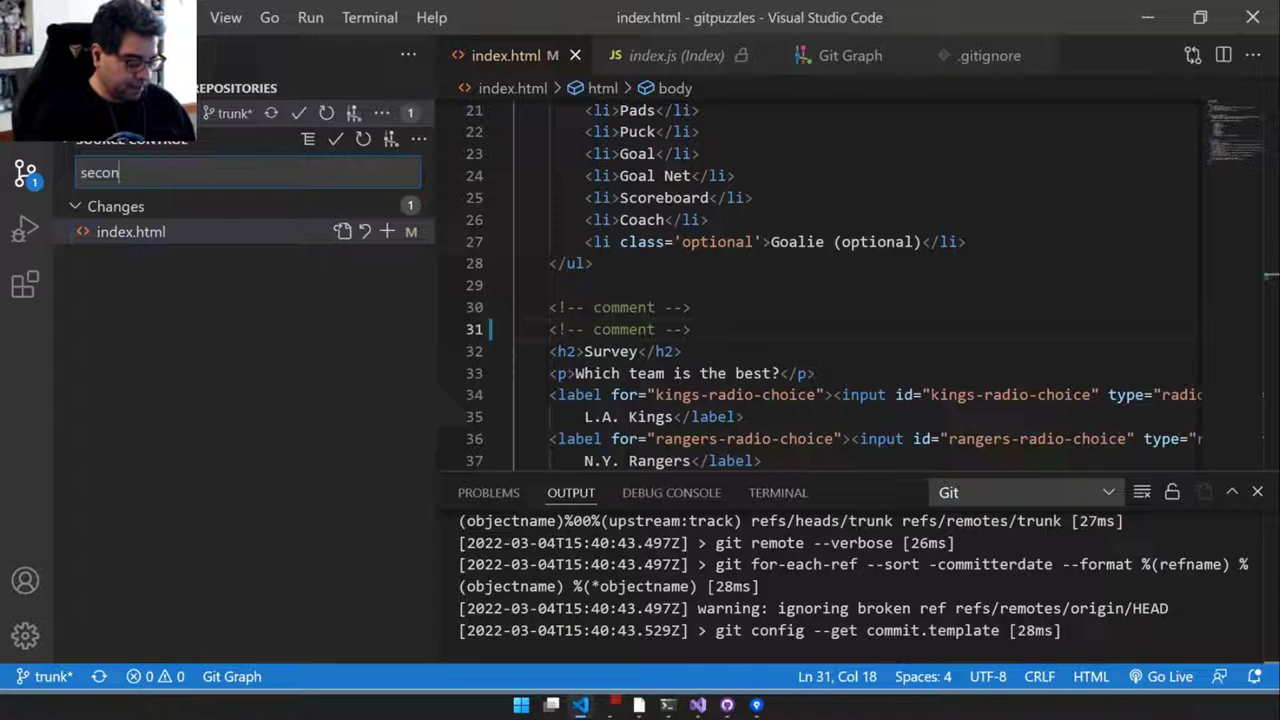 View Go Run Terminal Help
index.html - gitpuzzles - Visual Studio Code
index.html M
JS index.js (Index)
Git Graph
.gitignore
REPOSITORIES
trunk* 1
SOURCE CONTROL
secon
Changes 1
index.html M
1
index.html > html > body
21 <li>Pads</li>
22 <li>Puck</li>
23 <li>Goal</li>
24 <li>Goal Net</li>
25 <li>Scoreboard</li>
26 <li>Coach</li>
27 <li class='optional'>Goalie (optional)</li>
28 </ul>
29
30 <!-- comment -->
31 <!-- comment -->
32 <h2>Survey</h2>
33 <p>Which team is the best?</p>
34 <label for="kings-radio-choice"><input id="kings-radio-choice" type="radio
35 L.A. Kings</label>
36 <label for="rangers-radio-choice"><input id="rangers-radio-choice" type="r
37 N.Y. Rangers</label>
PROBLEMS OUTPUT DEBUG CONSOLE TERMINAL Git
(objectname)%00%(upstream:track) refs/heads/trunk refs/remotes/trunk [27ms]
[2022-03-04T15:40:43.497Z] > git remote --verbose [26ms]
[2022-03-04T15:40:43.497Z] > git for-each-ref --sort -committerdate --format %(refname) %
(objectname) %(*objectname) [28ms]
[2022-03-04T15:40:43.497Z] warning: ignoring broken ref refs/remotes/origin/HEAD
[2022-03-04T15:40:43.529Z] > git config --get commit.template [28ms]
trunk* 0 0 Git Graph Ln 31, Col 18 Spaces: 4 UTF-8 CRLF HTML Go Live